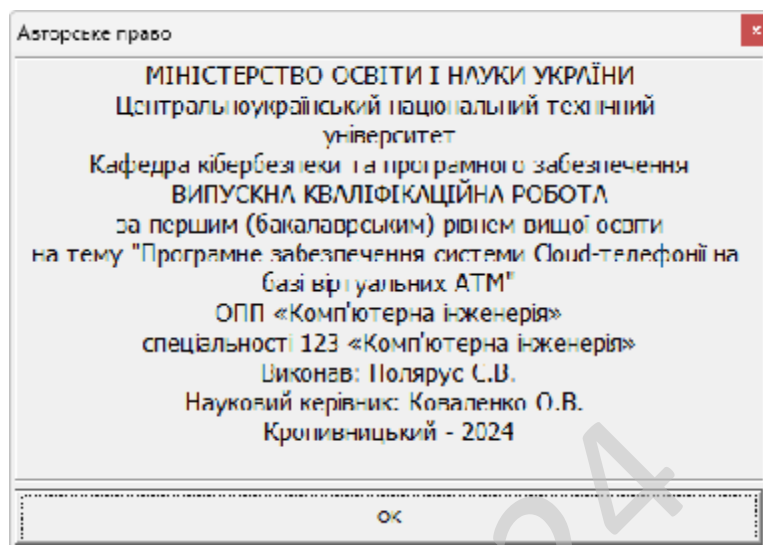 Авторське право
МІНІСТЕРСТВО ОСВІТИ І НАУКИ УКРАЇНИ
Центральноукраїнський національний технічний
університет
Кафедра кібербезпеки та програмного забезпечення
ВИПУСКНА КВАЛІФІКАЦІЙНА РОБОТА
за першим (бакалаврським) рівнем вищої освіти
на тему "Програмне забезпечення системи Cloud-телефонії на
базі віртуальних АТМ"
ОПП «Комп'ютерна інженерія»
спеціальності 123 «Комп'ютерна інженерія»
Виконав: Полярус С.В.
Науковий керівник: Коваленко О.В.
Кропивницький - 2024
ОК